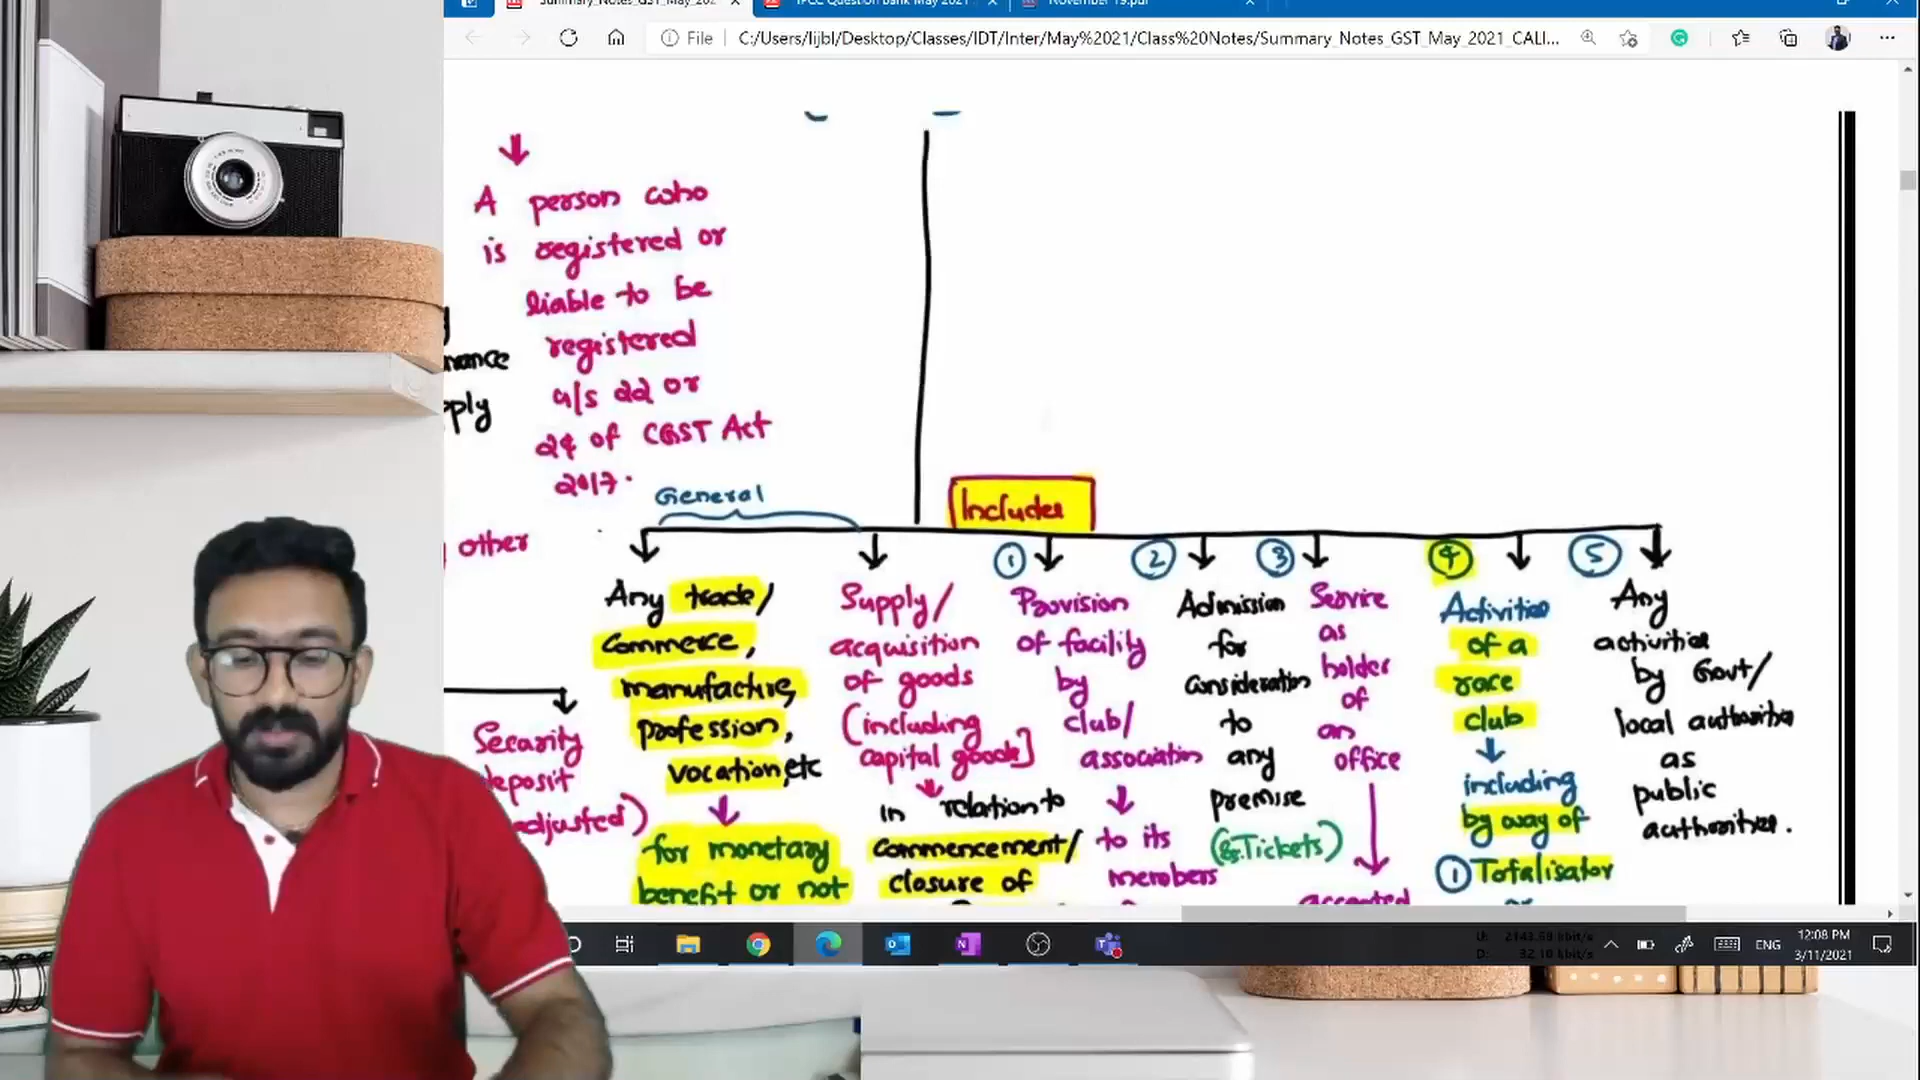 File
C:/Users/lijbl/Desktop/Classes/IDT/Inter/May%2021/Class%20Notes/Summary_Notes_GST_May_2021_CALI...
A person who
is registered or
liable to be
registered
u/s 22 or
24 of CGST Act
2017.
other
Security
deposit
adjusted)
General
Includes
Any trade/
Commerce,
manufacture,
profession,
vocation, etc
for monetary
benefit or not
Supply/
acquisition
of goods
(including
capital goods]
in relation to
Commencement/
closure of
1
Provision
of facility
by
club/
association
to its
members
2
Admission
for
Consideration
to
any
premise
(Eg. Tickets)
3
Service
as
holder
of
an
office
accepted
4
Activities
of a
race
club
including
by way of
1 Totalisator
or
5
Any
activities
by Govt/
local authorities
as
public
authorities.
ENG
12:08 PM
3/11/2021